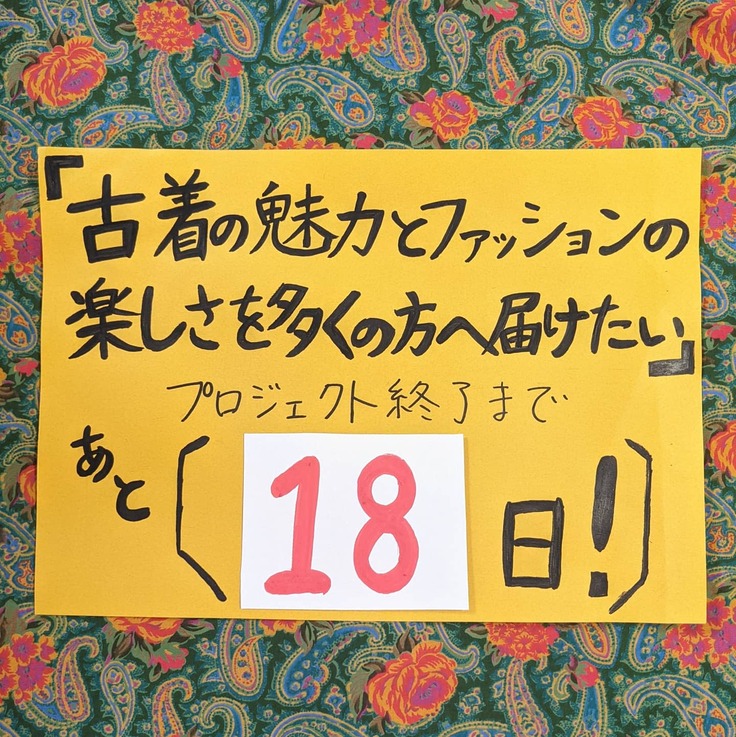 『古着の魅力とファッションの
楽しさを多くの方へ届けたい』
プロジェクト終了まで
あと(18日!)